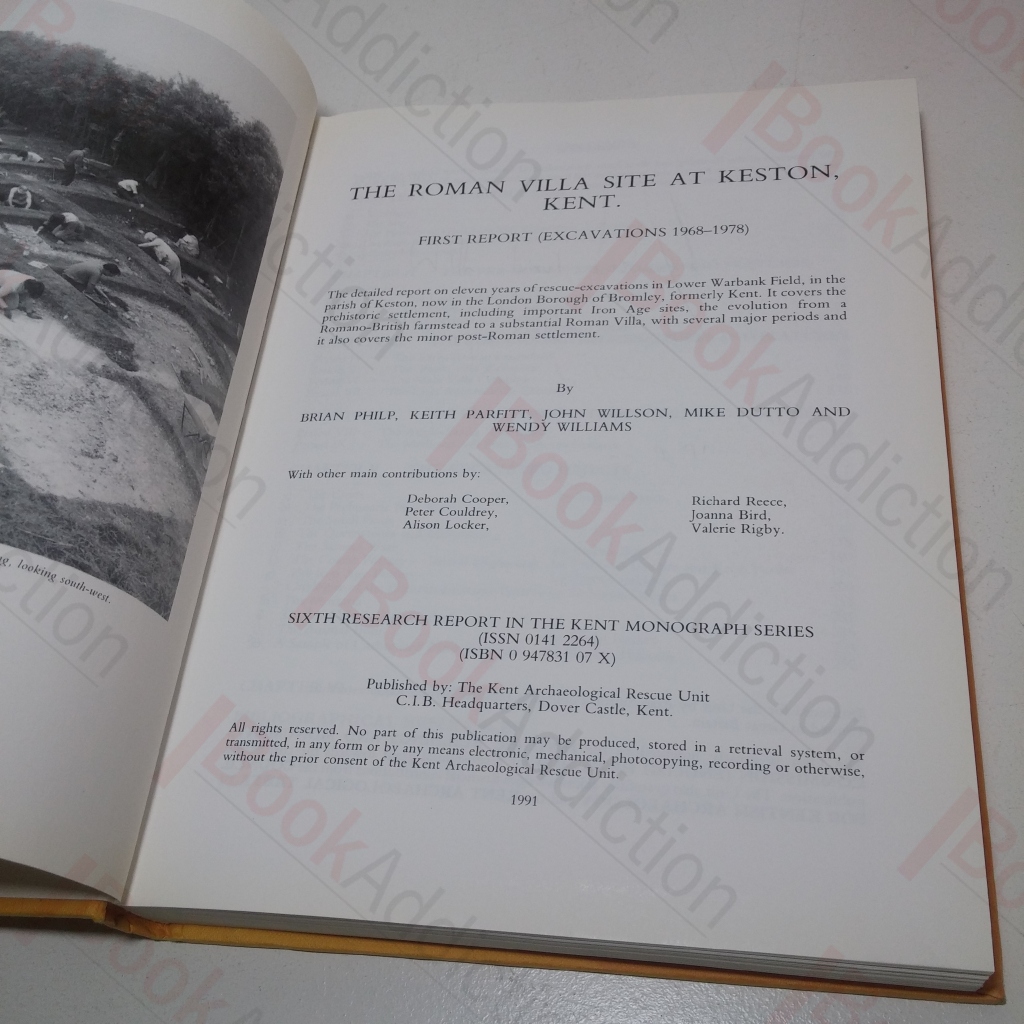 THE ROMAN VILLA SITE AT KESTON,
KENT.
FIRST REPORT (EXCAVATIONS 1968–1978)
The detailed report on eleven years of rescue-excavations in Lower Warbank Field, in the
parish of Keston, now in the London Borough of Bromley, formerly Kent. It covers the
prehistoric settlement, including important Iron Age sites, the evolution from a
Romano-British farmstead to a substantial Roman Villa, with several major periods and
it also covers the minor post-Roman settlement.
By
BRIAN PHILP, KEITH PARFITT, JOHN WILLSON, MIKE DUTTO AND
WENDY WILLIAMS
With other main contributions by:
Deborah Cooper,
Peter Couldrey,
Alison Locker,
Richard Reece,
Joanna Bird,
Valerie Rigby.
SIXTH RESEARCH REPORT IN THE KENT MONOGRAPH SERIES
(ISSN 0141 2264)
(ISBN 0 947831 07 X)
Published by: The Kent Archaeological Rescue Unit
C.I.B. Headquarters, Dover Castle, Kent.
All rights reserved. No part of this publication may be produced, stored in a retrieval system, or
transmitted, in any form or by any means electronic, mechanical, photocopying, recording or otherwise,
without the prior consent of the Kent Archaeological Rescue Unit.
1991
looking south-west.
BookAddiction